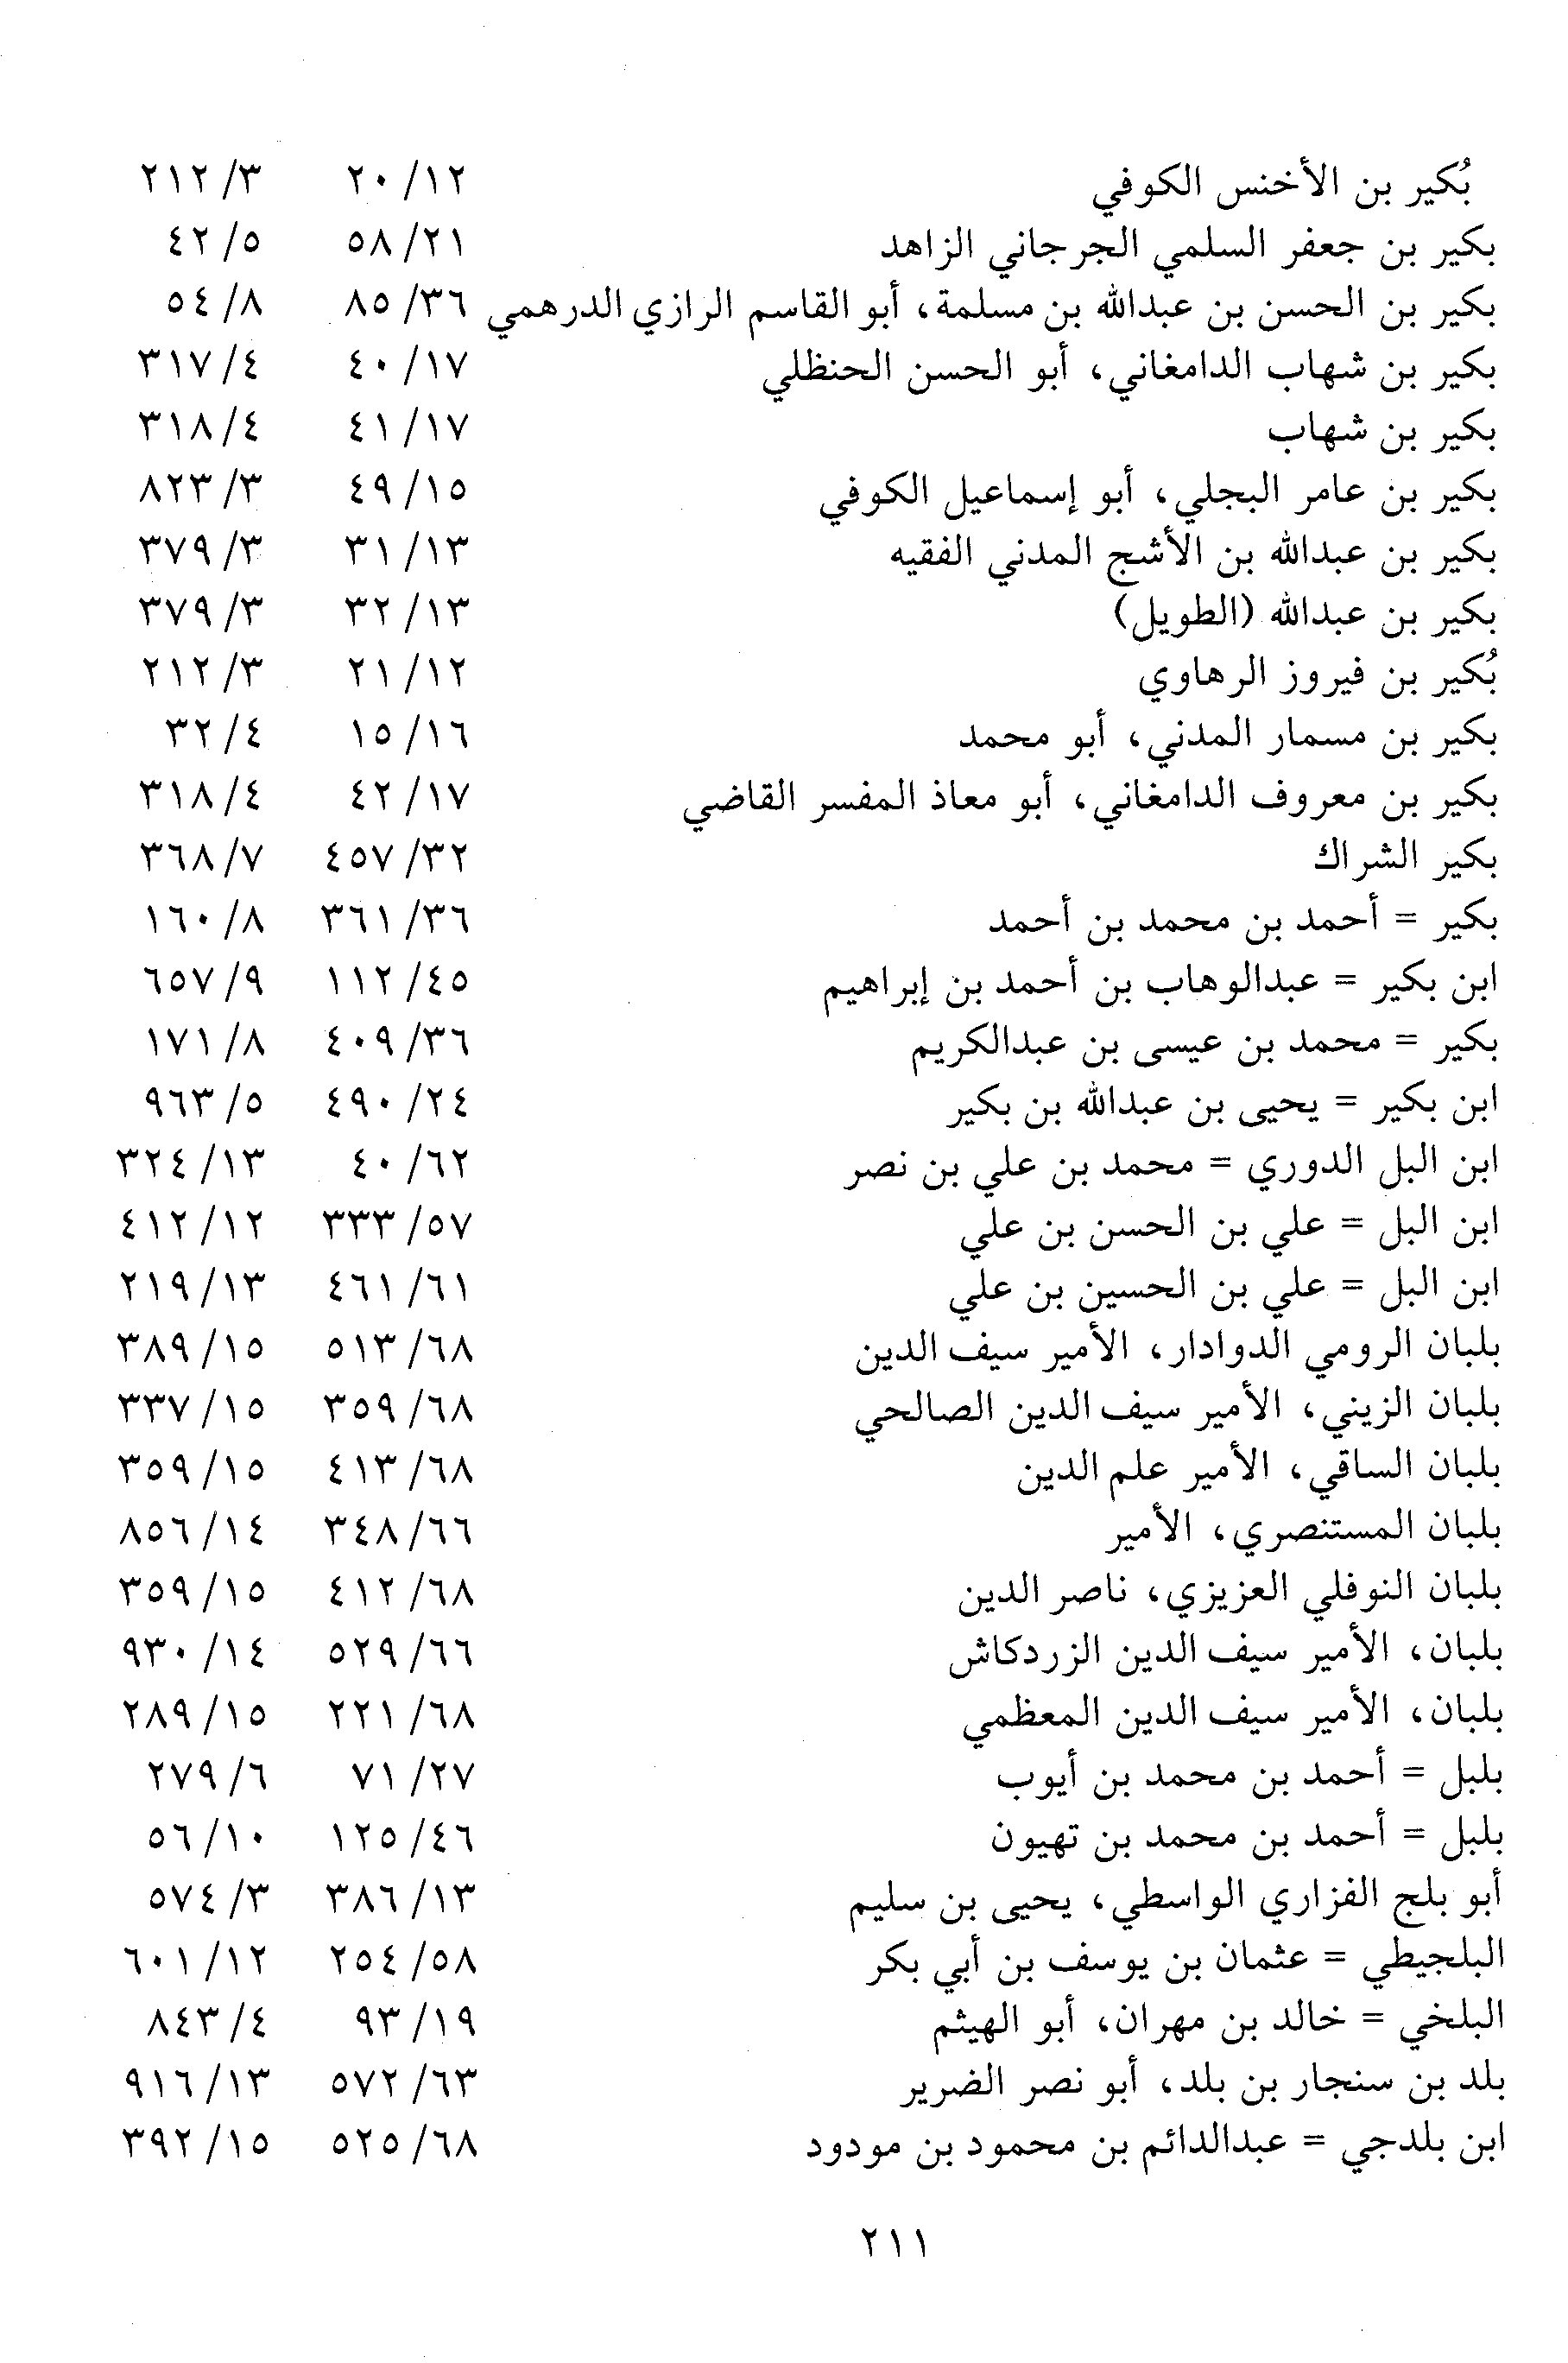 بُكير بن الأخنس الكوفي ١٢/ ٢٠ ٣/ ٢١٢
بكير بن جعفر السلمي الجرجاني الزاهد ٢١/ ٥٨ ٥/ ٤٢
بكير بن الحسن بن عبدالله بن مسلمة، أبو القاسم الرازي الدرهمي ٣٦/ ٨٥ ٨/ ٥٤
بكير بن شهاب الدامغاني، أبو الحسن الحنظلي ١٧/ ٤٠ ٤/ ٣١٧
بكير بن شهاب ١٧/ ٤١ ٤/ ٣١٨
بكير بن عامر البجلي، أبو إسماعيل الكوفي ١٥/ ٤٩ ٣/ ٨٢٣
بكير بن عبدالله بن الأشج المدني الفقيه ١٣/ ٣١ ٣/ ٣٧٩
بكير بن عبدالله (الطويل) ١٣/ ٣٢ ٣/ ٣٧٩
بُكير بن فيروز الرهاوي ١٢/ ٢١ ٣/ ٢١٢
بكير بن مسمار المدني، أبو محمد ١٦/ ١٥ ٤/ ٣٢
بكير بن معروف الدامغاني، أبو معاذ المفسر القاضي ١٧/ ٤٢ ٤/ ٣١٨
بكير الشراك ٣٢/ ٤٥٧ ٧/ ٣٦٨
بكير = أحمد بن محمد بن أحمد ٣٦/ ٣٦١ ٨/ ١٦٠
ابن بكير = عبدالوهاب بن أحمد بن إبراهيم ٤٥/ ١١٢ ٩/ ٦٥٧
بكير = محمد بن عيسى بن عبدالكريم ٣٦/ ٤٠٩ ٨/ ١٧١
ابن بكير = يحيى بن عبدالله بن بكير ٢٤/ ٤٩٠ ٥/ ٩٦٣
ابن البل الدوري = محمد بن علي بن نصر ٦٢/ ٤٠ ١٣/ ٣٢٤
ابن البل = علي بن الحسن بن علي ٥٧/ ٣٣٣ ١٢/ ٤١٢
ابن البل = علي بن الحسين بن علي ٦١/ ٤٦١ ١٣/ ٢١٩
بلبان الرومي الدوادار، الأمير سيف الدين ٦٨/ ٥١٣ ١٥/ ٣٨٩
بلبان الزيني، الأمير سيف الدين الصالحي ٦٨/ ٣٥٩ ١٥/ ٣٣٧
بلبان الساقي، الأمير علم الدين ٦٨/ ٤١٣ ١٥/ ٣٥٩
بلبان المستنصري، الأمير ٦٦/ ٣٤٨ ١٤/ ٨٥٦
بلبان النوفلي العزيزي، ناصر الدين ٦٨/ ٤١٢ ١٥/ ٣٥٩
بلبان، الأمير سيف الدين الزردكاش ٦٦/ ٥٢٩ ١٤/ ٩٣٠
بلبان، الأمير سيف الدين المعظمي ٦٨/ ٢٢١ ١٥/ ٢٨٩
بلبل = أحمد بن محمد بن أيوب ٢٧/ ٧١ ٦/ ٢٧٩
بلبل = أحمد بن محمد بن تهيون ٤٦/ ١٢٥ ١٠/ ٥٦
أبو بلج الفزاري الواسطي، يحيى بن سليم ١٣/ ٣٨٦ ٣/ ٥٧٤
البلجيطي = عثمان بن يوسف بن أبي بكر ٥٨/ ٢٥٤ ١٢/ ٦٠١
البلخي = خالد بن مهران، أبو الهيثم ١٩/ ٩٣ ٤/ ٨٤٣
بلد بن سنجار بن بلد، أبو نصر الضرير ٦٣/ ٥٧٢ ١٣/ ٩١٦
ابن بلدجي = عبدالدائم بن محمود بن مودود ٦٨/ ٥٢٥ ١٥/ ٣٩٢
٢١١